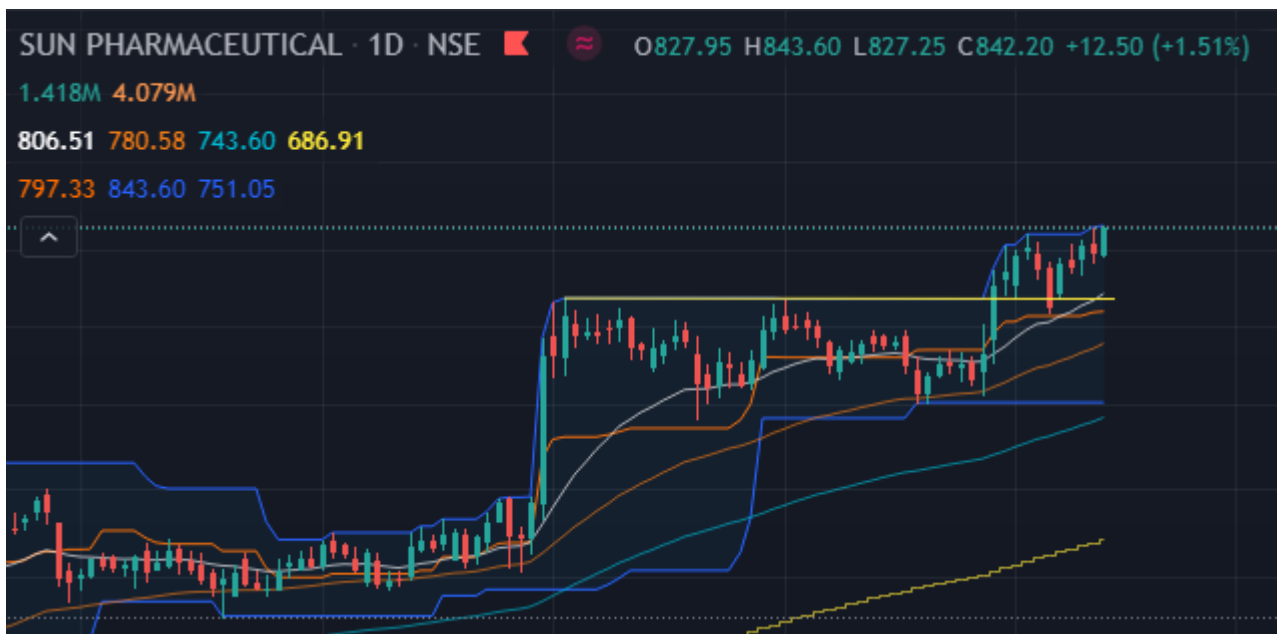 SUN PHARMACEUTICAL · 1D · NSE ≈ O827.95 H843.60 L827.25 C842.20 +12.50 (+1.51%)
1.418M 4.079M
806.51 780.58 743.60 686.91
797.33 843.60 751.05